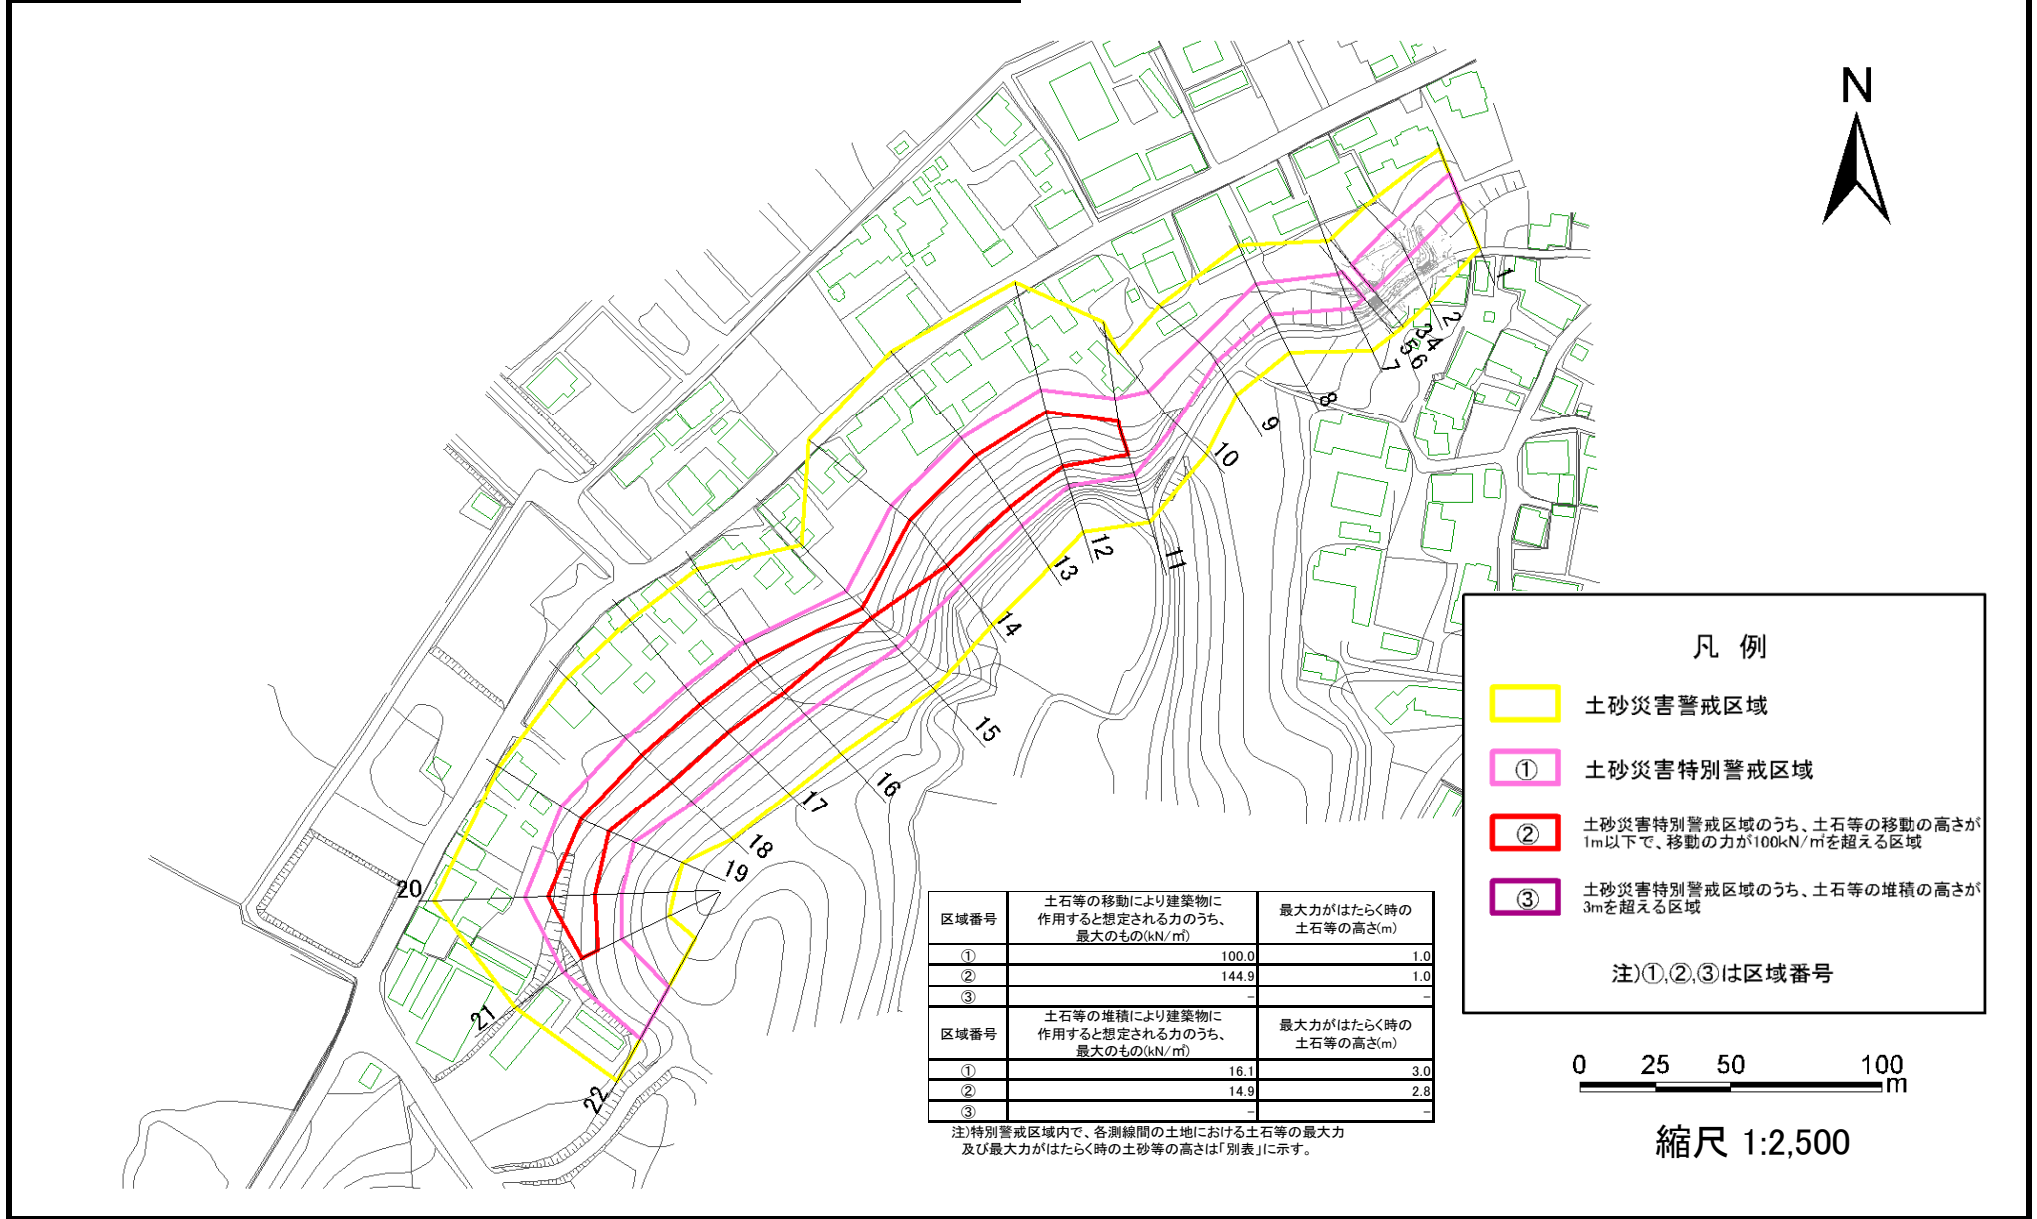 N
1
2
3
4
5
6
7
8
9
10
11
12
13
14
15
16
17
18
19
20
21
22
凡 例
土砂災害警戒区域
① 土砂災害特別警戒区域
② 土砂災害特別警戒区域のうち、土石等の移動の高さが
1m以下で、移動の力が100kN/㎡を超える区域
③ 土砂災害特別警戒区域のうち、土石等の堆積の高さが
3mを超える区域
注)①,②,③は区域番号
区域番号 土石等の移動により建築物に
作用すると想定される力のうち、
最大のもの(kN/㎡) 最大力がはたらく時の
土石等の高さ(m)
① 100.0 1.0
② 144.9 1.0
③ - -
区域番号 土石等の堆積により建築物に
作用すると想定される力のうち、
最大のもの(kN/㎡) 最大力がはたらく時の
土石等の高さ(m)
① 16.1 3.0
② 14.9 2.8
③ - -
注)特別警戒区域内で、各測線間の土地における土石等の最大力
及び最大力がはたらく時の土砂等の高さは「別表」に示す。
0 25 50 100
m
縮尺 1:2,500